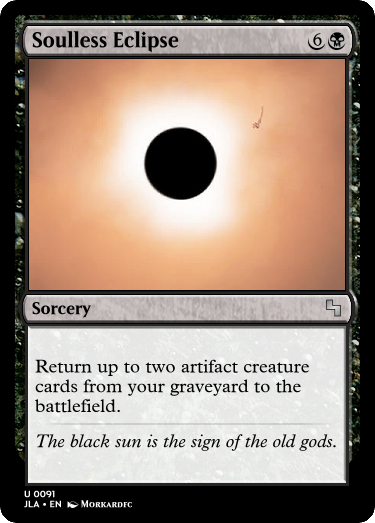 Soulless Eclipse 6
Sorcery
Return up to two artifact creature
cards from your graveyard to the
battlefield.
The black sun is the sign of the old gods.
U 0091
JLA • EN MORKARDFC